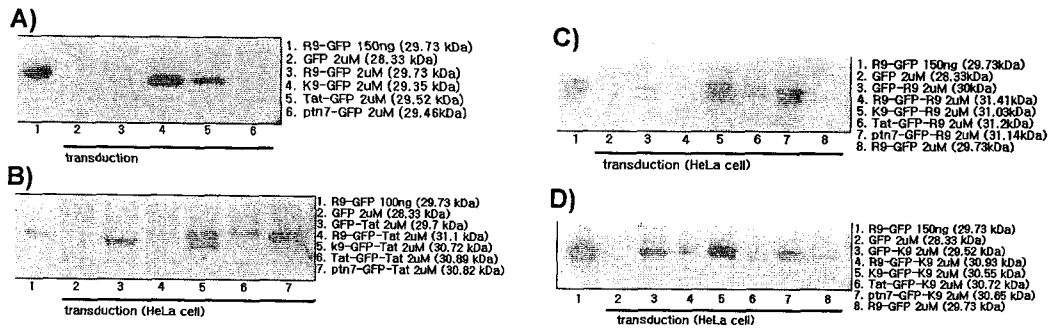 A)
1. R9-GFP 150ng (29.73 kDa)
2. GFP 2uM (28.33 kDa)
3. R9-GFP 2uM (29.73 kDa)
4. K9-GFP 2uM (29.35 kDa)
5. Tat-GFP 2uM (29.52 kDa)
6. ptn7-GFP 2uM (29.46kDa)
1 2 3 4 5 6
transduction
B)
1. R9-GFP 100ng (29.73 kDa)
2. GFP 2uM (28.33 kDa)
3. GFP-Tat 2uM (29.7 kDa)
4. R9-GFP-Tat 2uM (31.1 kDa)
5. k9-GFP-Tat 2uM (30.72 kDa)
6. Tat-GFP-Tat 2uM (30.89 kDa)
7. ptn7-GFP-Tat 2uM (30.82 kDa)
1 2 3 4 5 6 7
transduction (HeLa cell)
C)
1. R9-GFP 150ng (29.73kDa)
2. GFP 2uM (28.33kDa)
3. GFP-R9 2uM (30kDa)
4. R9-GFP-R9 2uM (31.41kDa)
5. K9-GFP-R9 2uM (31.03kDa)
6. Tat-GFP-R9 2uM (31.2kDa)
7. ptn7-GFP-R9 2uM (31.14kDa)
8. R9-GFP 2uM (29.73kDa)
1 2 3 4 5 6 7 8
transduction (HeLa cell)
D)
1. R9-GFP 150ng (29.73 kDa)
2. GFP 2uM (28.33 kDa)
3. GFP-K9 2uM (29.52 kDa)
4. R9-GFP-K9 2uM (30.93 kDa)
5. K9-GFP-K9 2uM (30.55 kDa)
6. Tat-GFP-K9 2uM (30.72 kDa)
7. ptn7-GFP-K9 2uM (30.65 kDa)
8. R9-GFP 2uM (29.73 kDa)
1 2 3 4 5 6 7 8
transduction (HeLa cell)